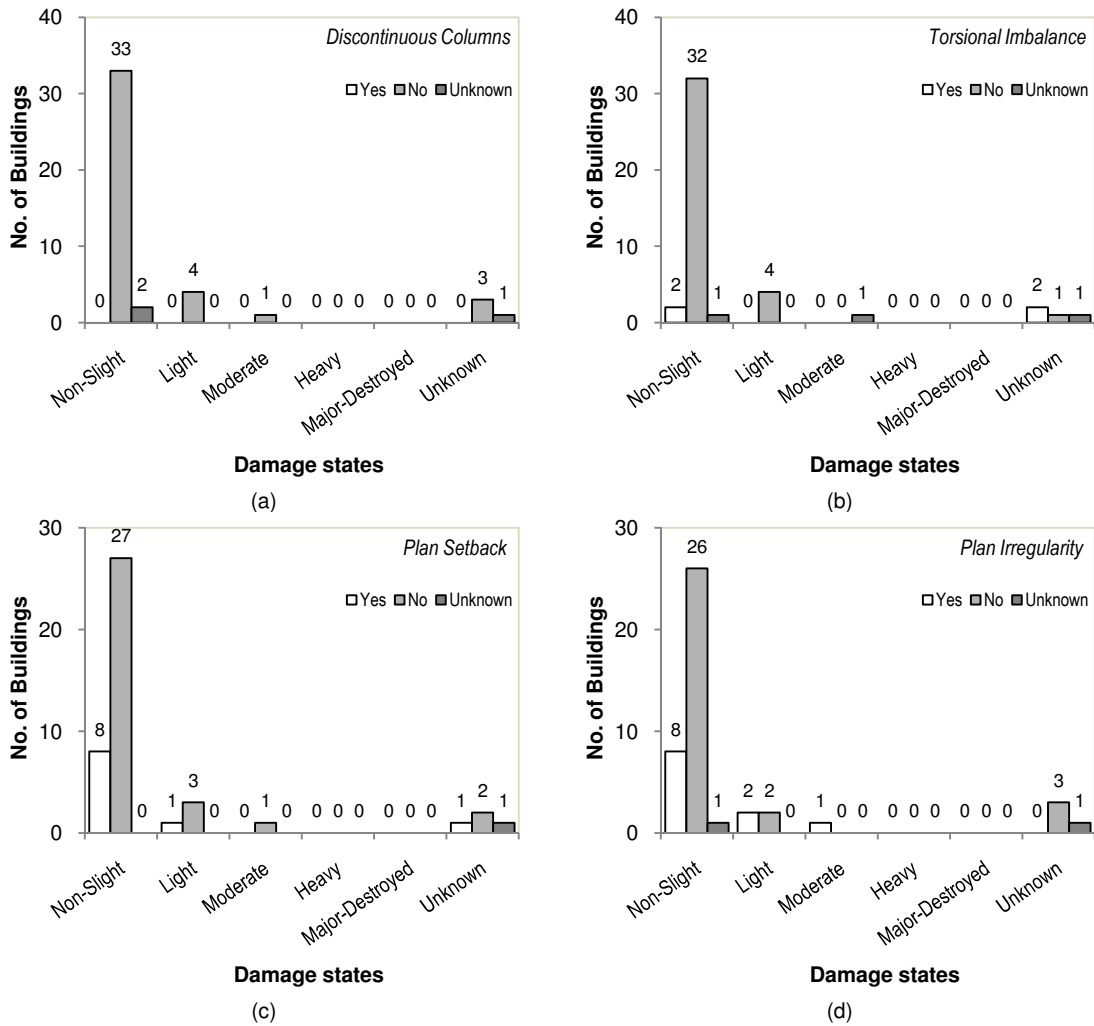 Discontinuous Columns
Yes No Unknown
No. of Buildings
40
30
20
10
0
0 33 2 0 4 0 0 1 0 0 0 0 0 0 0 0 3 1
Non-Slight Light Moderate Heavy Major-Destroyed Unknown
Damage states
(a)
Torsional Imbalance
Yes No Unknown
No. of Buildings
40
30
20
10
0
2 32 1 0 4 0 0 0 1 0 0 0 0 0 0 2 1 1
Non-Slight Light Moderate Heavy Major-Destroyed Unknown
Damage states
(b)
Plan Setback
Yes No Unknown
No. of Buildings
30
20
10
0
8 27 0 1 3 0 0 1 0 0 0 0 0 0 0 1 2 1
Non-Slight Light Moderate Heavy Major-Destroyed Unknown
Damage states
(c)
Plan Irregularity
Yes No Unknown
No. of Buildings
30
20
10
0
8 26 1 2 2 0 1 0 0 0 0 0 0 0 0 0 3 1
Non-Slight Light Moderate Heavy Major-Destroyed Unknown
Damage states
(d)